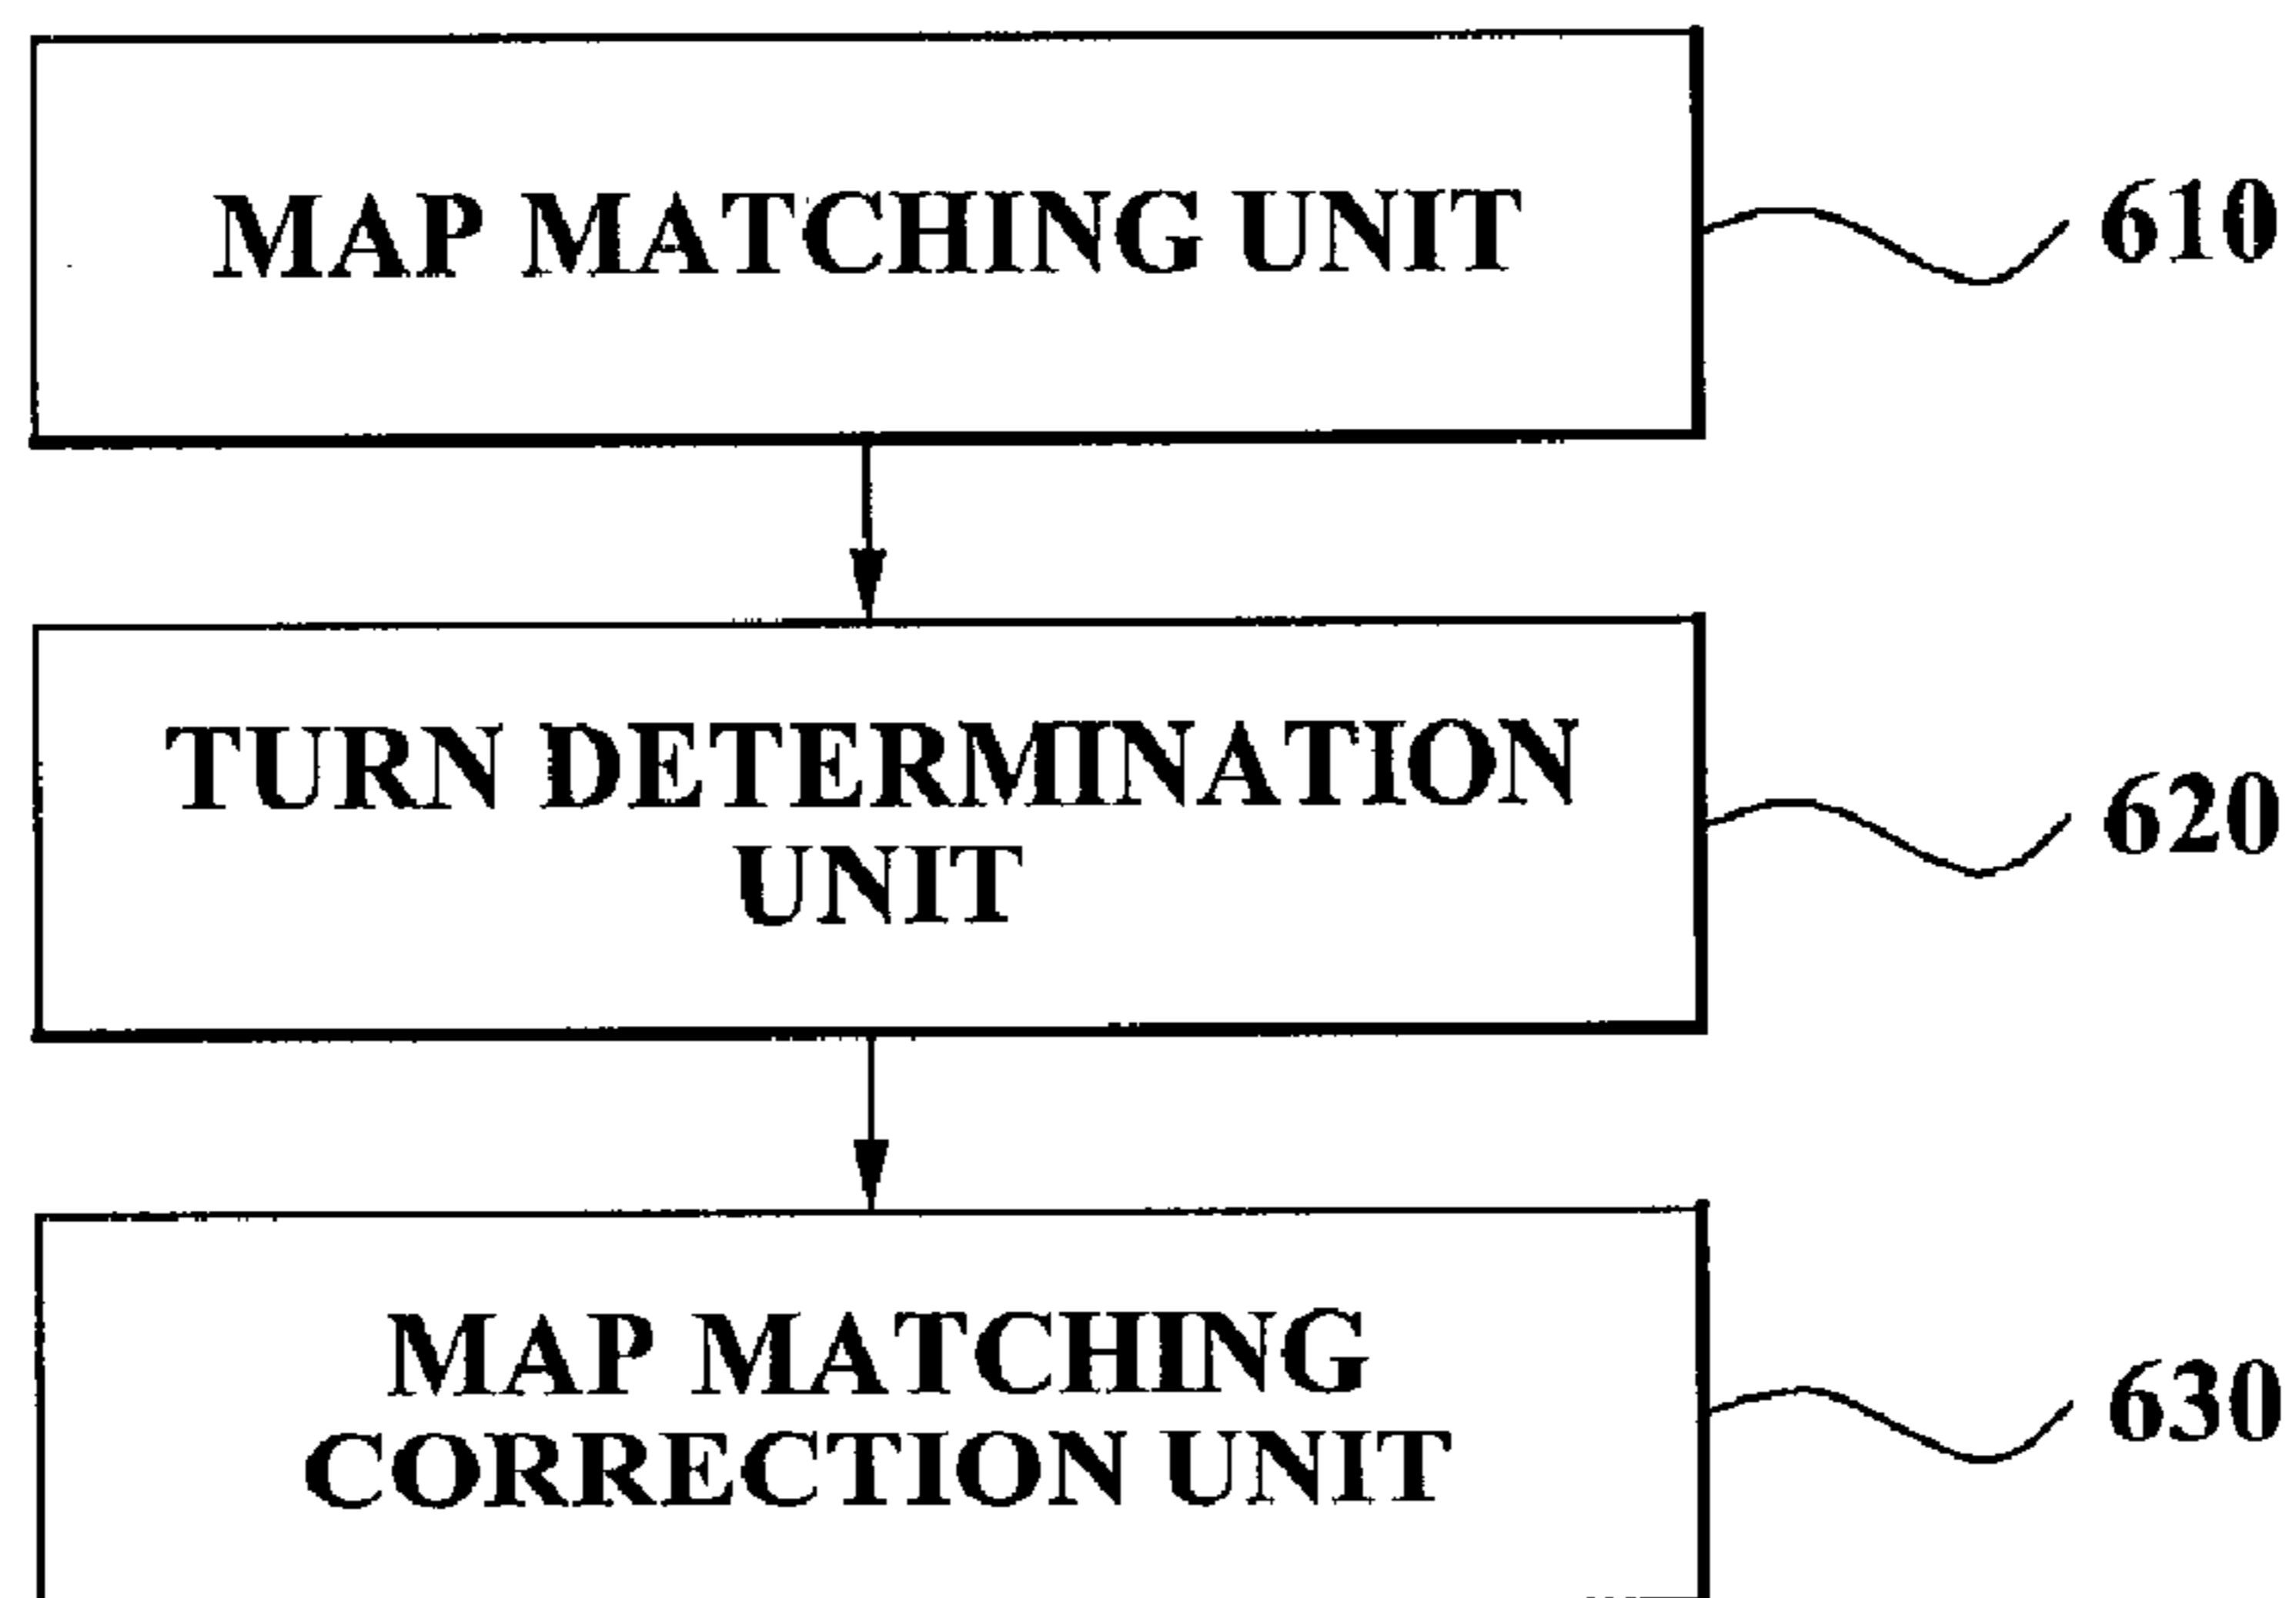 MAP MATCHING UNIT
610
TURN DETERMINATION
UNIT
620
MAP MATCHING
CORRECTION UNIT
630